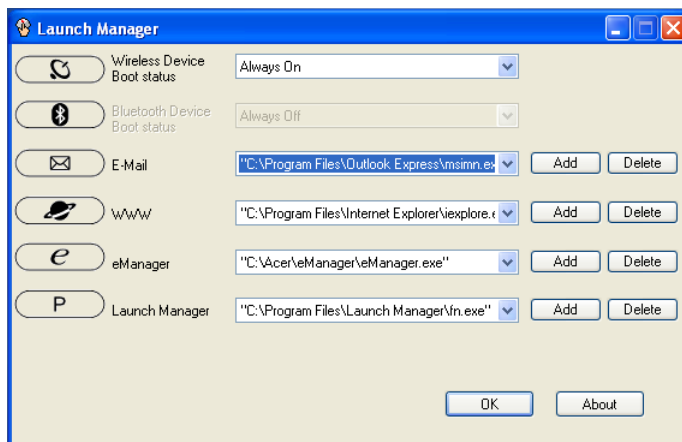 Launch Manager
Wireless Device
Boot status
Always On
Bluetooth Device
Boot status
Always Off
E-Mail
"C:\Program Files\Outlook Express\msimn.ex
Add
Delete
WWW
"C:\Program Files\Internet Explorer\iexplore.e
Add
Delete
e
eManager
"C:\Acer\eManager\eManager.exe"
Add
Delete
P
Launch Manager
"C:\Program Files\Launch Manager\fn.exe"
Add
Delete
OK
About